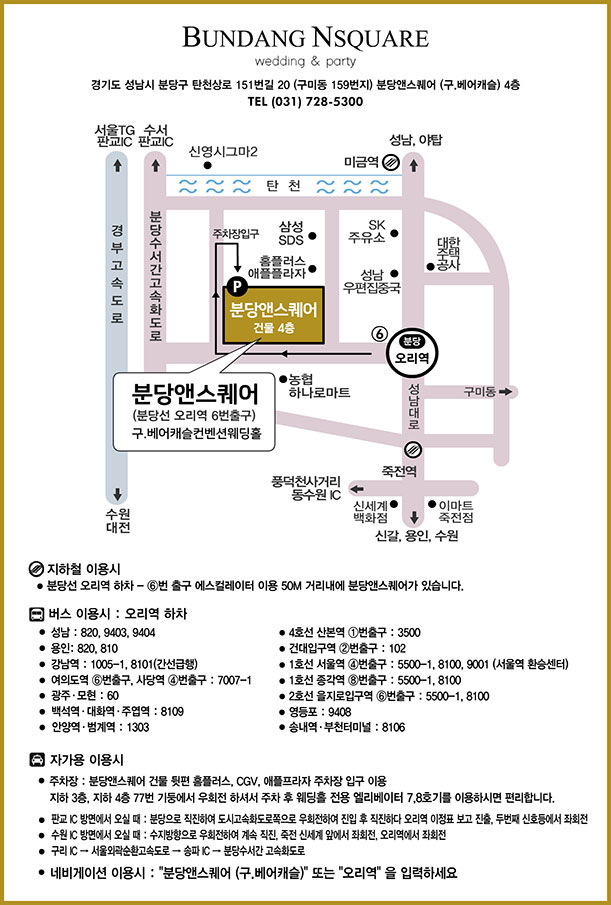 BUNDANG NSQUARE
wedding & party
경기도 성남시 분당구 탄천상로 151번길 20 (구미동 159번지) 분당앤스퀘어 (구.베어캐슬) 4층
TEL (031) 728-5300
서울TG
판교IC
수서
판교IC
신영시그마2
미금역
성남, 야탑
탄 천
경부고속도로
분당수서간고속화도로
주차장입구
삼성
SDS
SK
주유소
대한
주택
공사
홈플러스
애플플라자
성남
우편집중국
P
분당앤스퀘어
건물 4층
⑥
분당
오리역
분당앤스퀘어
(분당선 오리역 6번출구)
구.베어캐슬컨벤션웨딩홀
농협
하나로마트
성남대로
구미동
죽전역
풍덕천사거리
동수원 IC
신세계
백화점
이마트
죽전점
수원
대전
신갈, 용인, 수원
지하철 이용시
• 분당선 오리역 하차 - ⑥번 출구 에스컬레이터 이용 50M 거리내에 분당앤스퀘어가 있습니다.
버스 이용시 : 오리역 하차
• 성남 : 820, 9403, 9404
• 용인: 820, 810
• 강남역 : 1005-1, 8101(간선급행)
• 여의도역 ⑥번출구, 사당역 ④번출구 : 7007-1
• 광주·모현 : 60
• 백석역·대화역·주엽역 : 8109
• 안양역·범계역 : 1303
• 4호선 산본역 ①번출구 : 3500
• 건대입구역 ②번출구 : 102
• 1호선 서울역 ④번출구 : 5500-1, 8100, 9001 (서울역 환승센터)
• 1호선 종각역 ⑧번출구 : 5500-1, 8100
• 2호선 을지로입구역 ⑥번출구 : 5500-1, 8100
• 영등포 : 9408
• 송내역·부천터미널 : 8106
자가용 이용시
• 주차장 : 분당앤스퀘어 건물 뒷편 홈플러스, CGV, 애플프라자 주차장 입구 이용
지하 3층, 지하 4층 77번 기둥에서 우회전 하셔서 주차 후 웨딩홀 전용 엘리베이터 7,8호기를 이용하시면 편리합니다.
• 판교 IC 방면에서 오실 때 : 분당으로 직진하여 도시고속화도로쪽으로 우회전하여 진입 후 직진하다 오리역 이정표 보고 진출, 두번째 신호등에서 좌회전
• 수원 IC 방면에서 오실 때 : 수지방향으로 우회전하여 계속 직진, 죽전 신세계 앞에서 좌회전, 오리역에서 좌회전
• 구리 IC → 서울외곽순환고속도로 → 송파 IC → 분당수서간 고속화도로
• 네비게이션 이용시 : "분당앤스퀘어 (구.베어캐슬)" 또는 "오리역" 을 입력하세요